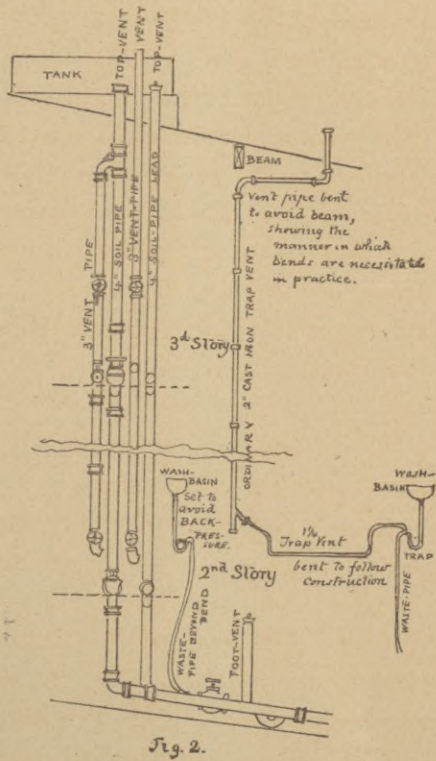 TANK
TOP-VENT
VENT
TOP-VENT
BEAM
Vent pipe bent
to avoid beam,
showing the
manner in which
bends are necessitated
in practice.
3" VENT PIPE
4" SOIL PIPE
3" VENT-PIPE
4" SOIL-PIPE LEAD
ORDINARY 2" CAST IRON TRAP VENT
3d Story
WASH-
BASIN
set to
avoid
BACK-
PRES-
SURE.
WASH-
BASIN
TRAP
Trap Vent
bent to follow
construction
2nd Story
WASTE-PIPE
WASTE-
PIPE BEYOND
BEND
FOOT-VENT
Fig. 2.